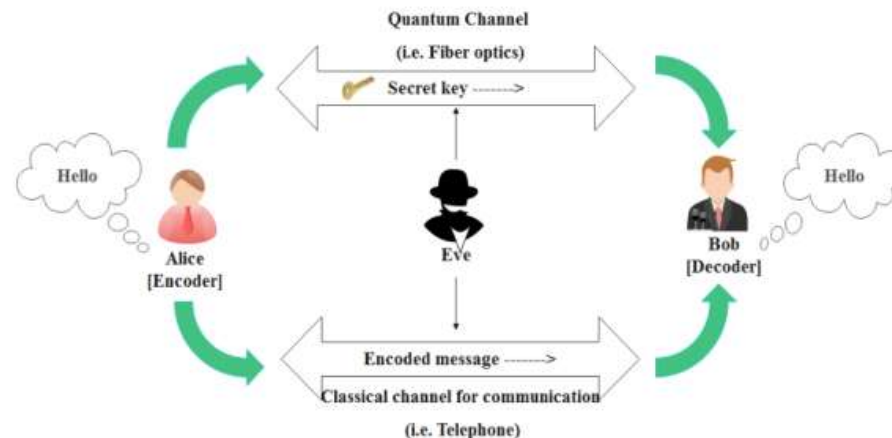 Quantum Channel
(i.e. Fiber optics)
Secret key ------->
Hello
Hello
Alice
[Encoder]
Eve
Bob
[Decoder]
Encoded message ------->
Classical channel for communication
(i.e. Telephone)